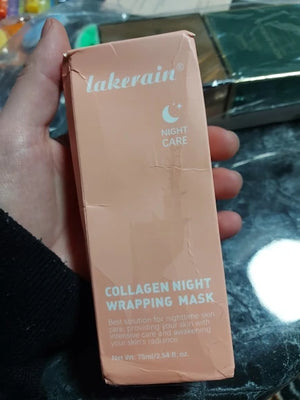 lakerain®
NIGHT
CARE
COLLAGEN NIGHT
WRAPPING MASK
Best solution for nighttime skin
care, providing your skin with
intensive care and awakening
your skin's radiance.
Net Wt. 75ml/2.54 fl. oz.